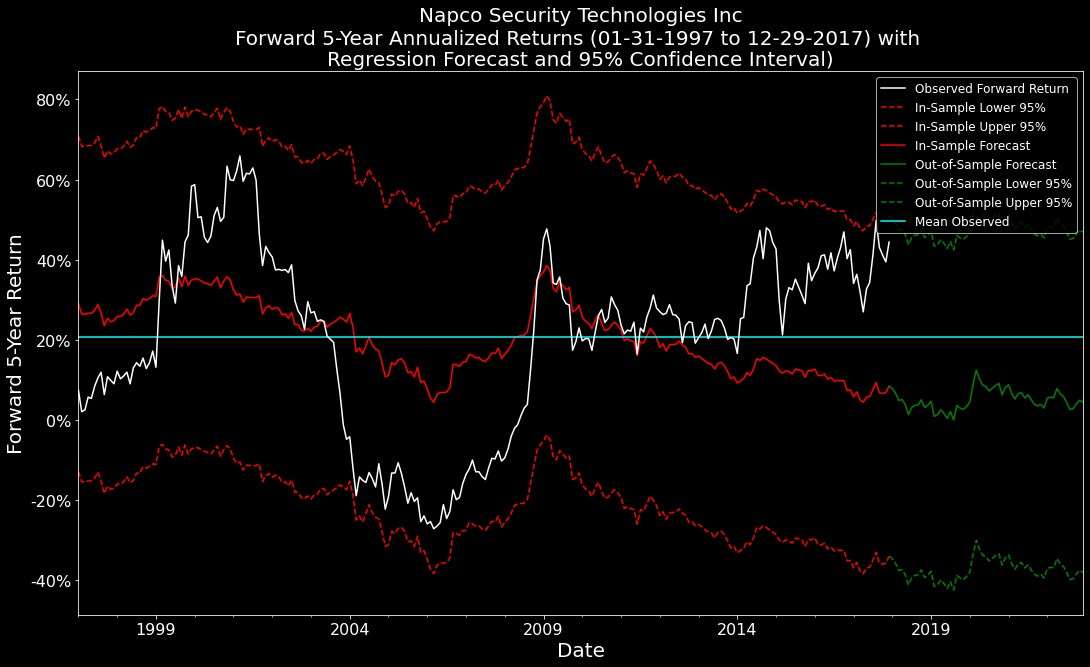 Napco Security Technologies Inc
Forward 5-Year Annualized Returns (01-31-1997 to 12-29-2017) with
Regression Forecast and 95% Confidence Interval)
Observed Forward Return
In-Sample Lower 95%
In-Sample Upper 95%
In-Sample Forecast
Out-of-Sample Forecast
Out-of-Sample Lower 95%
Out-of-Sample Upper 95%
Mean Observed
Forward 5-Year Return
80%
60%
40%
20%
0%
-20%
-40%
1999
2004
2009
2014
2019
Date